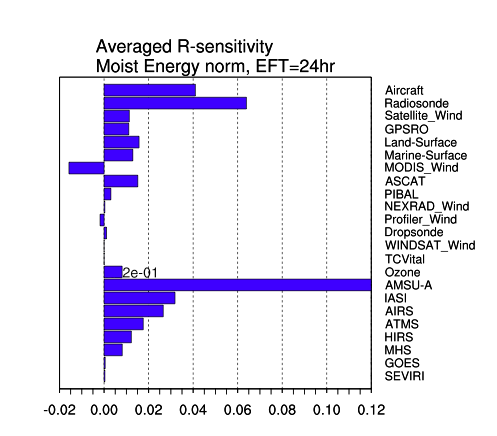 Averaged R-sensitivity
Moist Energy norm, EFT=24hr
Aircraft
Radiosonde
Satellite_Wind
GPSRO
Land-Surface
Marine-Surface
MODIS_Wind
ASCAT
PIBAL
NEXRAD_Wind
Profiler_Wind
Dropsonde
WINDSAT_Wind
TCVital
2e-01 Ozone
AMSU-A
IASI
AIRS
ATMS
HIRS
MHS
GOES
SEVIRI
-0.02 0.00 0.02 0.04 0.06 0.08 0.10 0.12